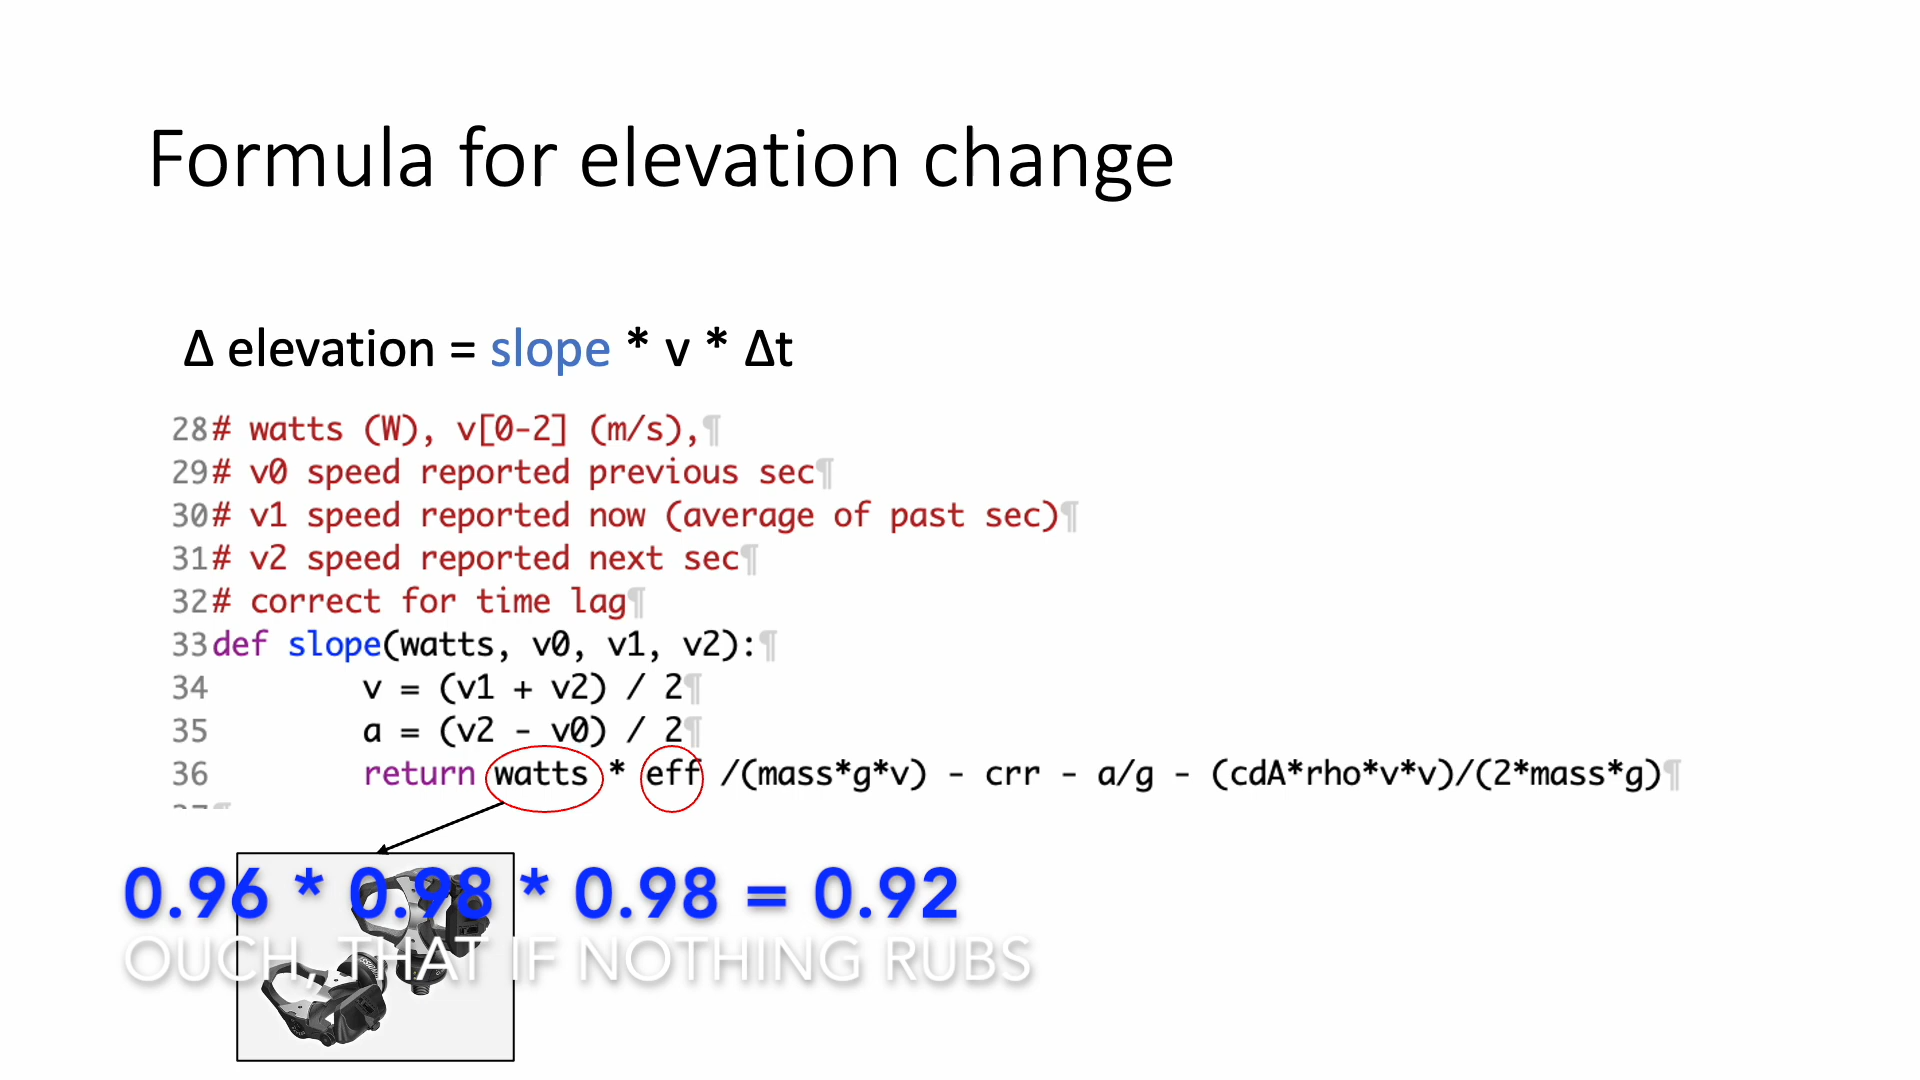 Formula for elevation change
Δ elevation = slope * v * Δt
28# watts (W), v[0-2] (m/s),¶
29# v0 speed reported previous sec¶
30# v1 speed reported now (average of past sec)¶
31# v2 speed reported next sec¶
32# correct for time lag¶
33def slope(watts, v0, v1, v2):¶
34 v = (v1 + v2) / 2¶
35 a = (v2 - v0) / 2¶
36 return watts * eff /(mass*g*v) - crr - a/g - (cdA*rho*v*v)/(2*mass*g)¶
0.96 * 0.98 * 0.98 = 0.92
OUCH, THAT IF NOTHING RUBS